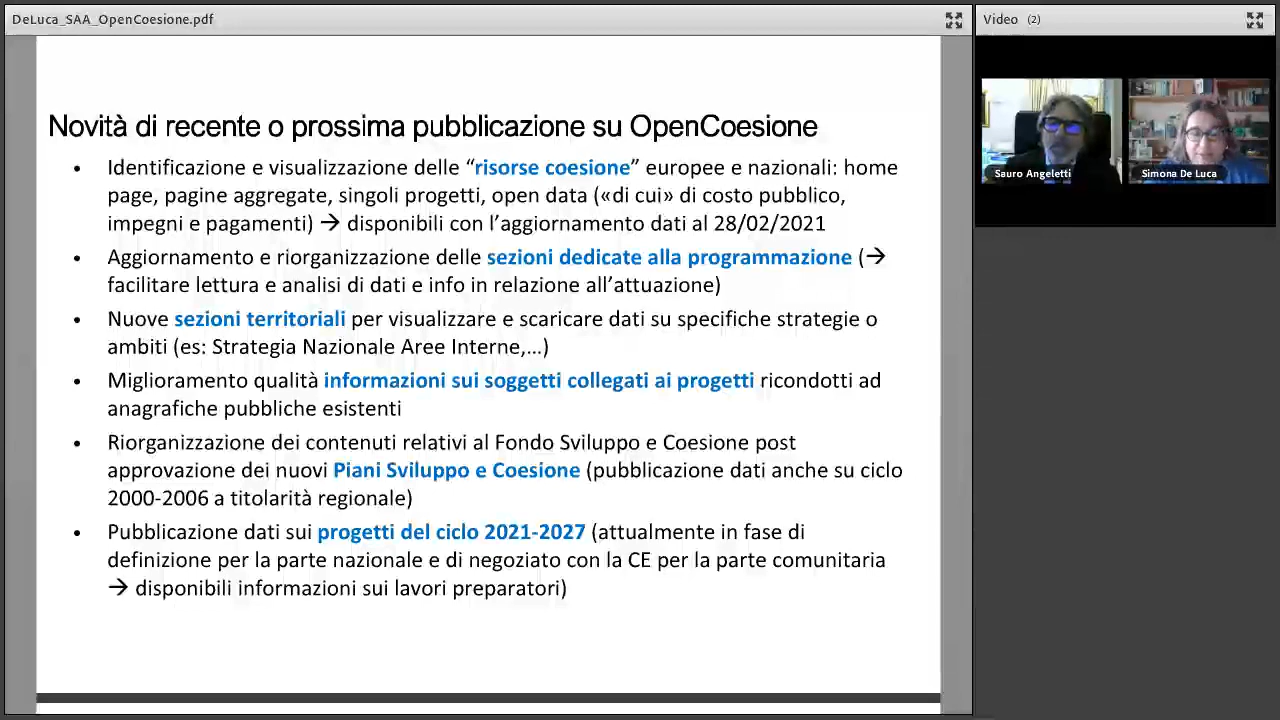 DeLuca_SAA_OpenCoesione.pdf
Video (2)
Novità di recente o prossima pubblicazione su OpenCoesione
• Identificazione e visualizzazione delle “risorse coesione” europee e nazionali: home
page, pagine aggregate, singoli progetti, open data («di cui» di costo pubblico,
impegni e pagamenti) → disponibili con l’aggiornamento dati al 28/02/2021
• Aggiornamento e riorganizzazione delle sezioni dedicate alla programmazione (→
facilitare lettura e analisi di dati e info in relazione all’attuazione)
• Nuove sezioni territoriali per visualizzare e scaricare dati su specifiche strategie o
ambiti (es: Strategia Nazionale Aree Interne,...)
• Miglioramento qualità informazioni sui soggetti collegati ai progetti ricondotti ad
anagrafiche pubbliche esistenti
• Riorganizzazione dei contenuti relativi al Fondo Sviluppo e Coesione post
approvazione dei nuovi Piani Sviluppo e Coesione (pubblicazione dati anche su ciclo
2000-2006 a titolarità regionale)
• Pubblicazione dati sui progetti del ciclo 2021-2027 (attualmente in fase di
definizione per la parte nazionale e di negoziato con la CE per la parte comunitaria
→ disponibili informazioni sui lavori preparatori)
Sauro Angeletti
Simona De Luca